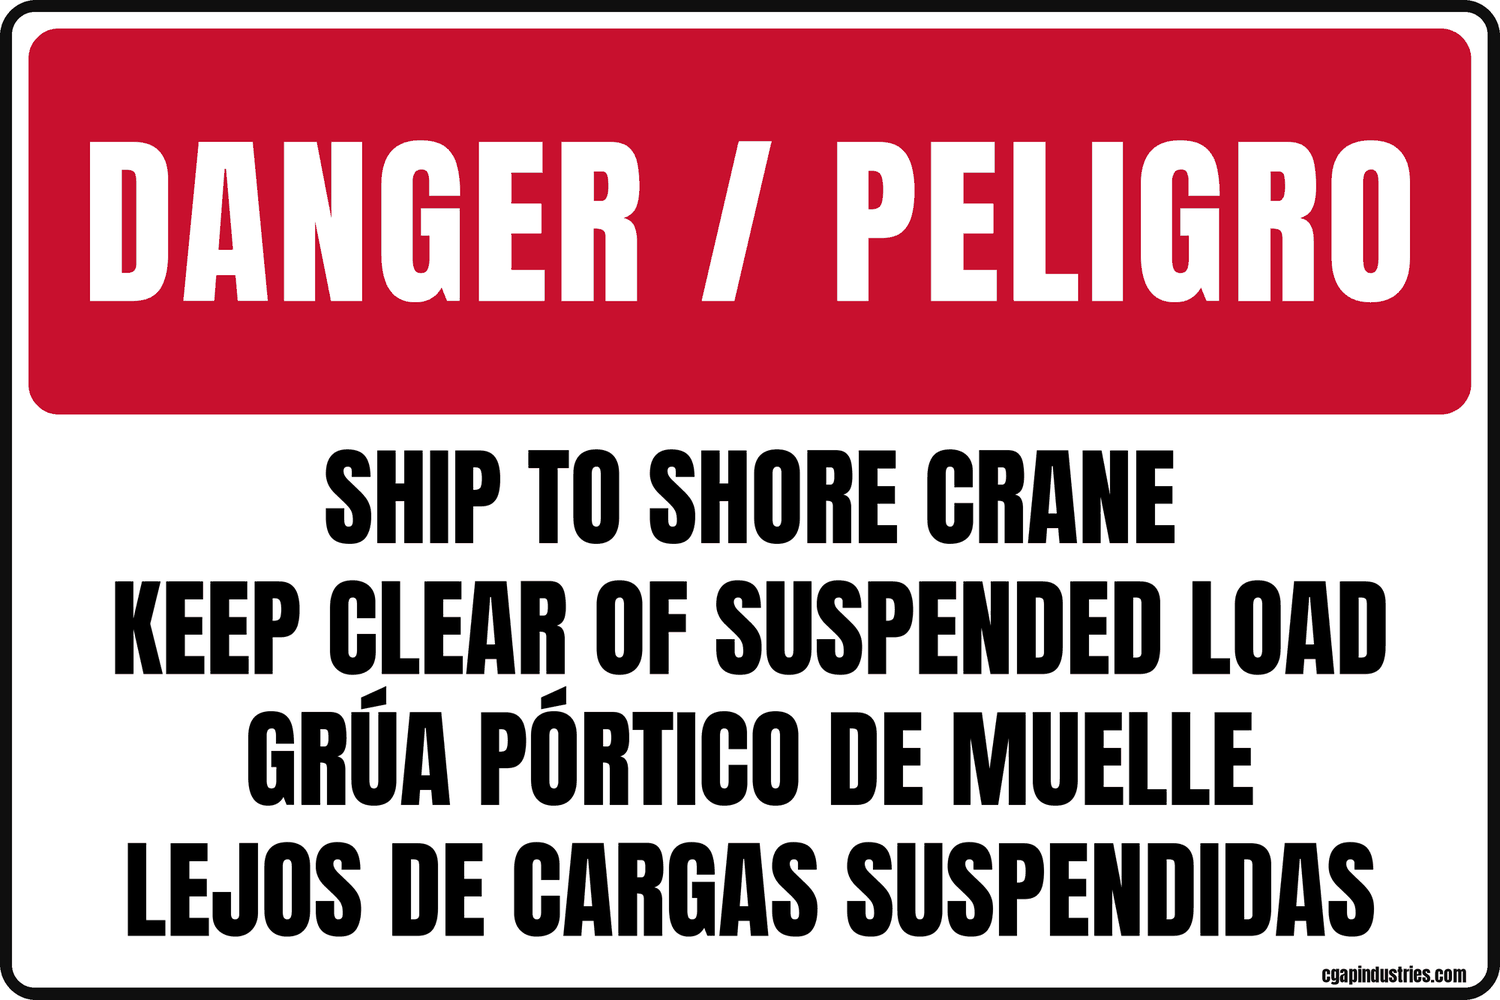 DANGER / PELIGRO
SHIP TO SHORE CRANE
KEEP CLEAR OF SUSPENDED LOAD
GRÚA PÓRTICO DE MUELLE
LEJOS DE CARGAS SUSPENDIDAS
cgapindustries.com